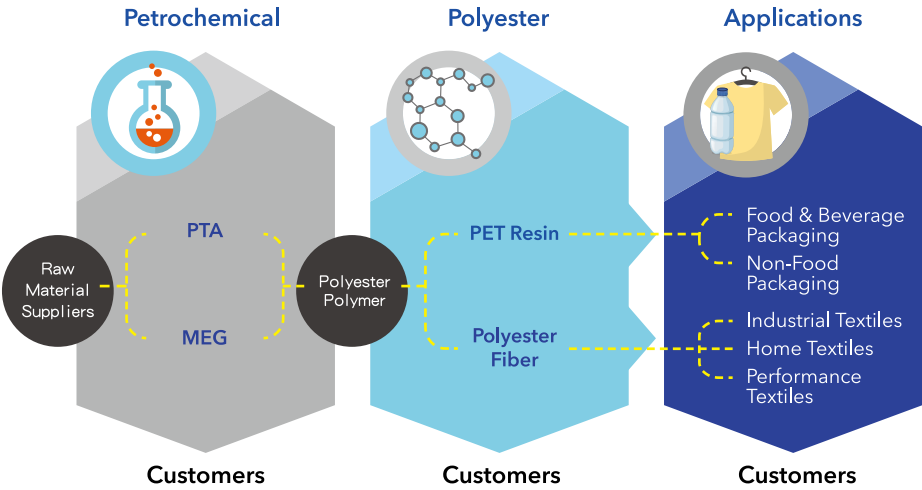 Petrochemical
Polyester
Applications
PTA
MEG
Raw
Material
Suppliers
Polyester
Polymer
PET Resin
Polyester
Fiber
Food & Beverage
Packaging
Non-Food
Packaging
Industrial Textiles
Home Textiles
Performance
Textiles
Customers
Customers
Customers